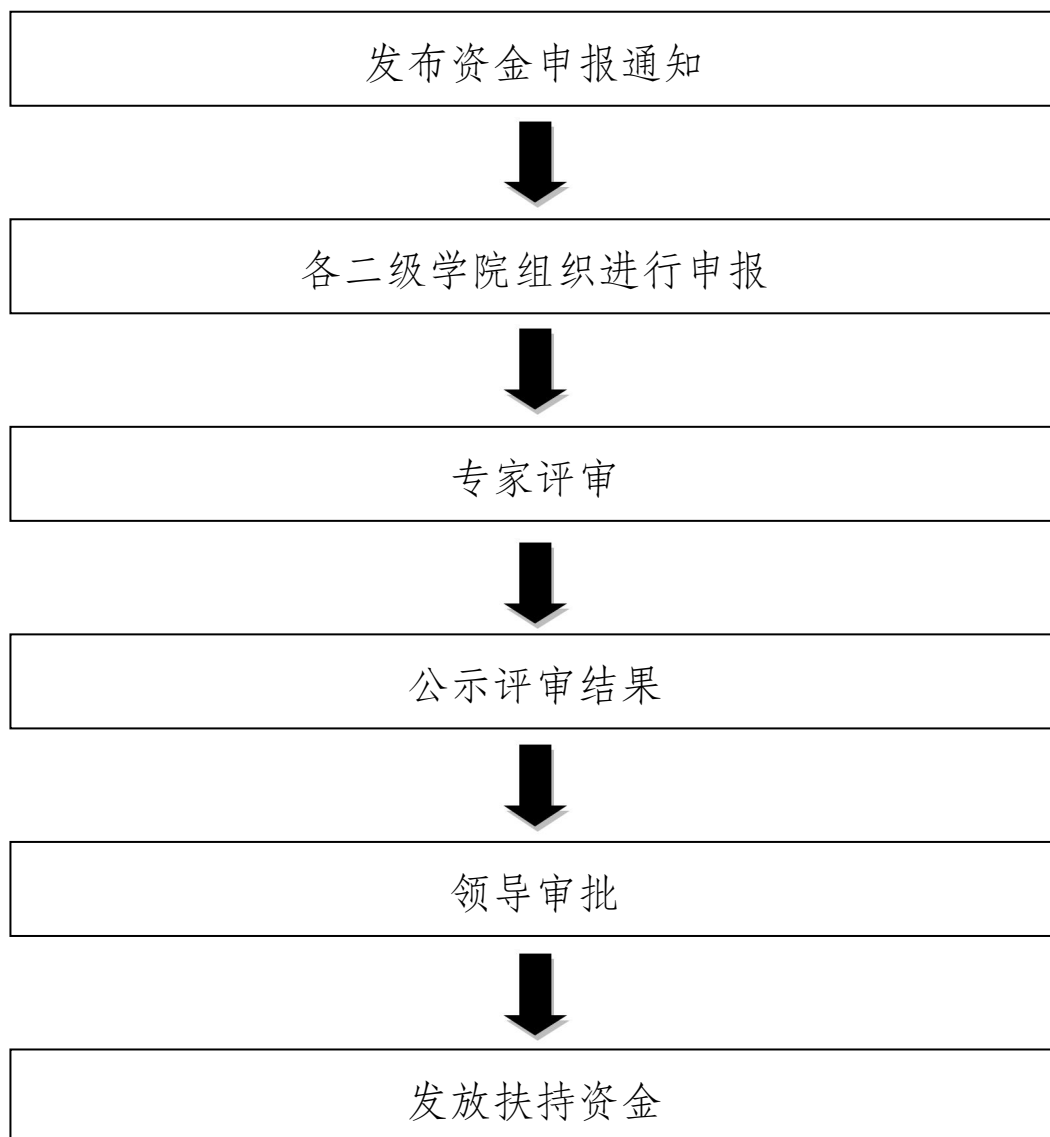 发布资金申报通知
各二级学院组织进行申报
专家评审
公示评审结果
领导审批
发放扶持资金